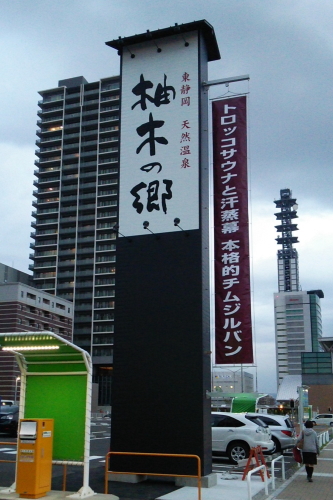 東静岡 天然温泉
柚木の郷
トロッコサウナと汗蒸幕 本格的チムジルバン